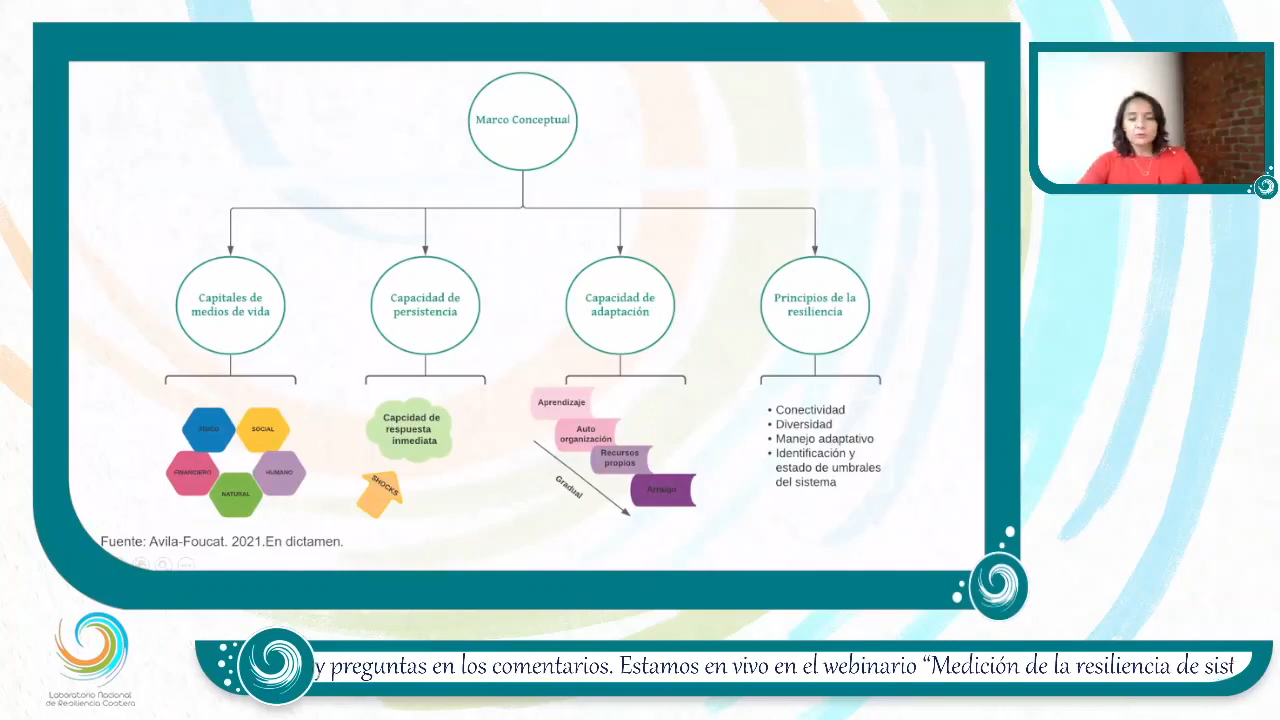 Marco Conceptual
Capitales de
medios de vida
Capacidad de
persistencia
Capacidad de
adaptación
Principios de la
resiliencia
FÍSICO
SOCIAL
FINANCIERO
HUMANO
NATURAL
Capcidad de
respuesta
inmediata
SHOCKS
Aprendizaje
Auto
organización
Recursos
propios
Arraigo
Gradual
• Conectividad
• Diversidad
• Manejo adaptativo
• Identificación y
estado de umbrales
del sistema
Fuente: Avila-Foucat. 2021.En dictamen.
Laboratorio Nacional
de Resiliencia Costera
y preguntas en los comentarios. Estamos en vivo en el webinario “Medición de la resiliencia de sist